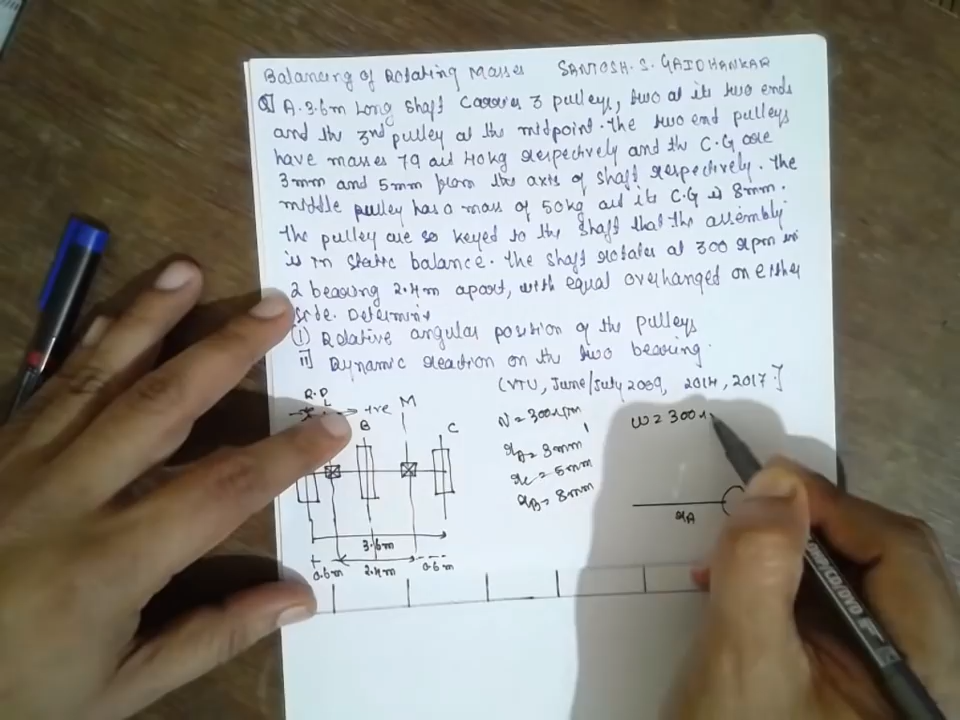 Balancing of Rotating Masses SANTOSH.S.GAIDHANKAR
Q] A.3.6m Long shaft Carries 3 pulleys, two at its two ends
and the 3rd pulley at the midpoint. The two end pulleys
have masses 79 and 40kg respectively and the C.G are
3mm and 5mm from the axis of shaft respectively. The
middle pulley has a mass of 50kg and its C.G is 8mm.
The pulley are so keyed to the shaft that the assembly
is in static balance. The shaft rotates at 300 rpm in
2 bearing 2.4m apart, with equal overhanged on either
side. Determine
i) Relative angular position of the pulleys
ii] Dynamic reaction on the two bearing.
(VTU, June/July 2009, 2014, 2017]
R.P
L +ve M
B C
N = 300rpm
rA= 3mm
rC = 5mm
rB = 8mm
ω = 300
rA
3.6m
0.6m 2.4m 0.6m